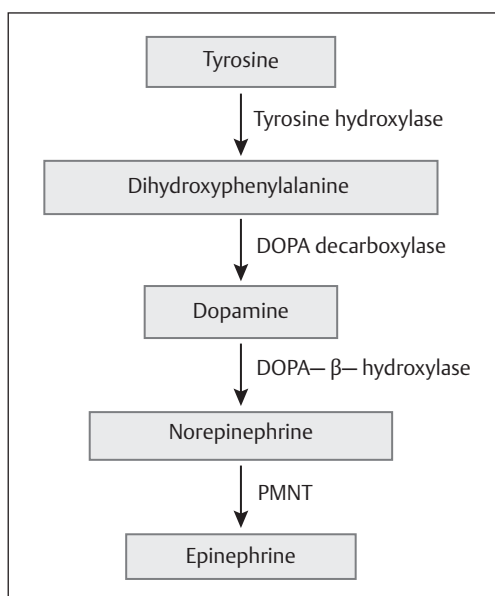 Tyrosine
Tyrosine hydroxylase
Dihydroxyphenylalanine
DOPA decarboxylase
Dopamine
DOPA— β— hydroxylase
Norepinephrine
PMNT
Epinephrine